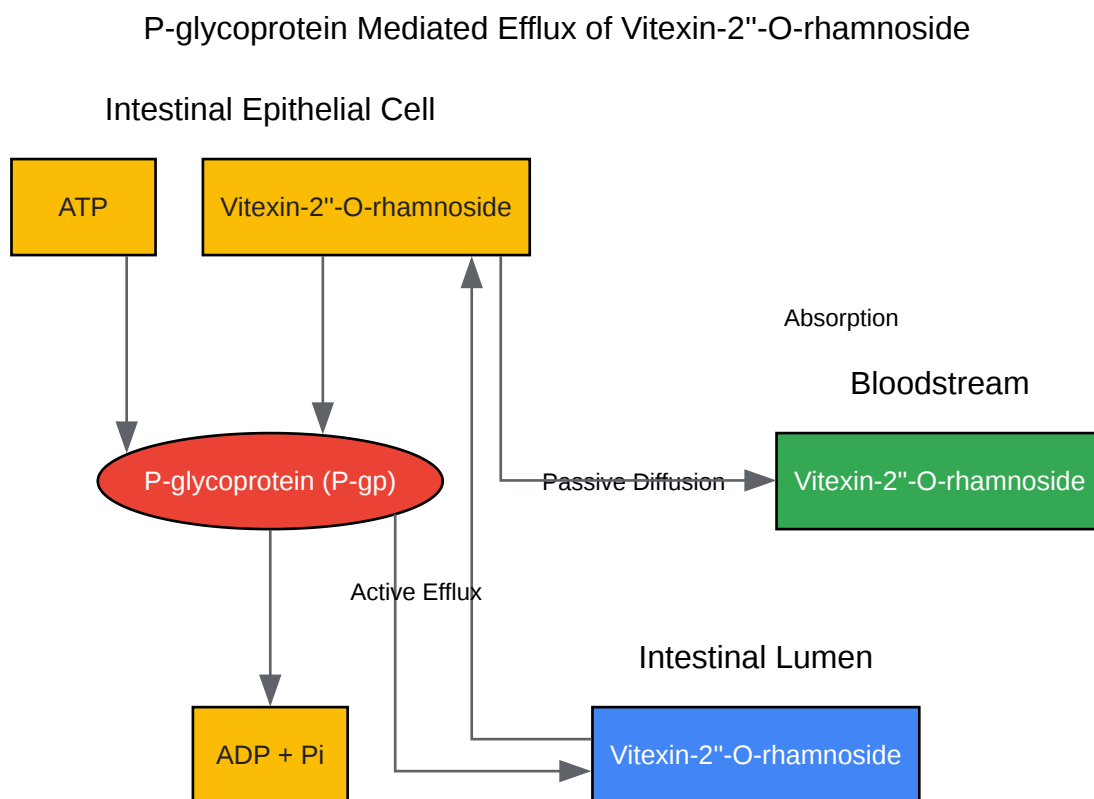 P-glycoprotein Mediated Efflux of Vitexin-2"-O-rhamnoside
Intestinal Epithelial Cell
ATP
Vitexin-2"-O-rhamnoside
Absorption
Bloodstream
P-glycoprotein (P-gp)
Passive Diffusion
Vitexin-2"-O-rhamnoside
Active Efflux
Intestinal Lumen
ADP + Pi
Vitexin-2"-O-rhamnoside